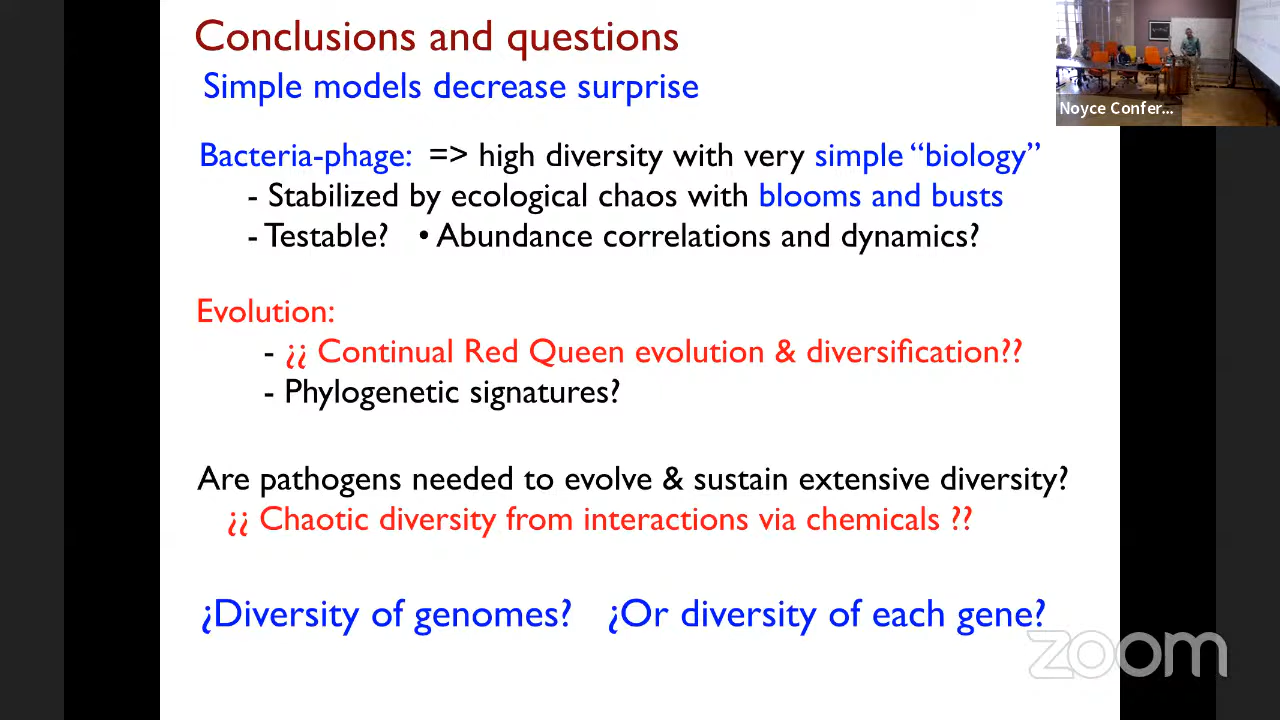 Conclusions and questions
Simple models decrease surprise
Noyce Confer...
Bacteria-phage: => high diversity with very simple “biology”
- Stabilized by ecological chaos with blooms and busts
- Testable? • Abundance correlations and dynamics?
Evolution:
- ¿¿ Continual Red Queen evolution & diversification??
- Phylogenetic signatures?
Are pathogens needed to evolve & sustain extensive diversity?
¿¿ Chaotic diversity from interactions via chemicals ??
¿Diversity of genomes? ¿Or diversity of each gene?
zoom